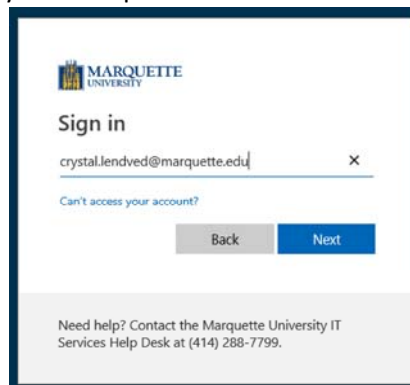 MARQUETTE
UNIVERSITY
Sign in
crystal.lendved@marquette.edu
Can't access your account?
Back Next
Need help? Contact the Marquette University IT
Services Help Desk at (414) 288-7799.